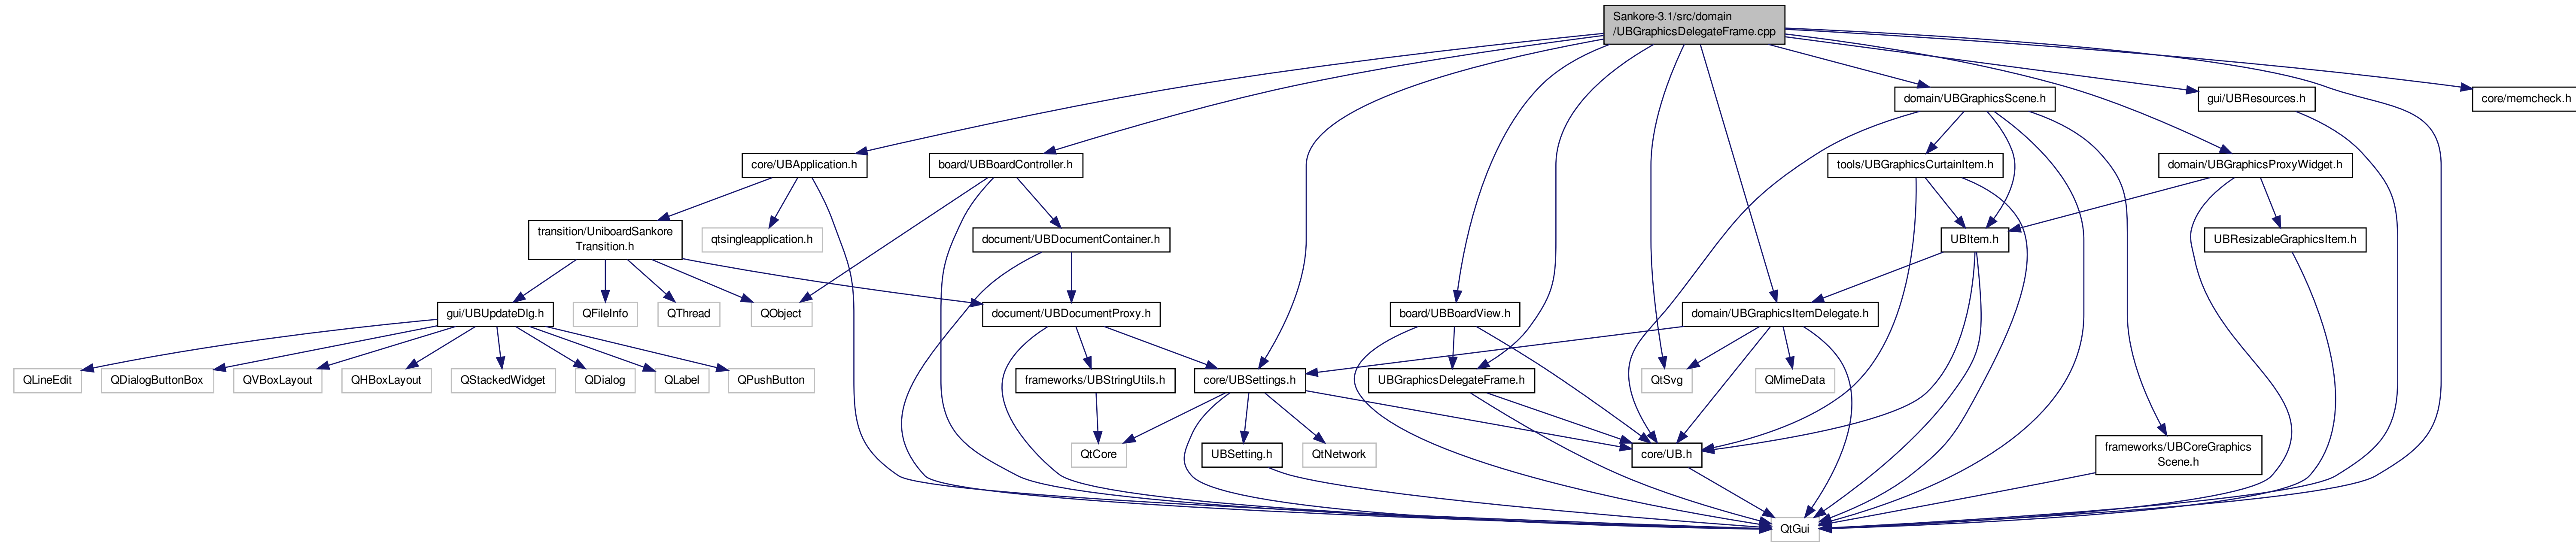 Sankore-3.1/src/domain
/UBGraphicsDelegateFrame.cpp
domain/UBGraphicsScene.h
gui/UBResources.h
core/memcheck.h
core/UBApplication.h
board/UBBoardController.h
tools/UBGraphicsCurtainItem.h
domain/UBGraphicsProxyWidget.h
transition/UniboardSankore
Transition.h
qtsingleapplication.h
document/UBDocumentContainer.h
UBItem.h
UBResizableGraphicsItem.h
gui/UBUpdateDlg.h
QFileInfo
QThread
QObject
document/UBDocumentProxy.h
board/UBBoardView.h
domain/UBGraphicsItemDelegate.h
QLineEdit
QDialogButtonBox
QVBoxLayout
QHBoxLayout
QStackedWidget
QDialog
QLabel
QPushButton
frameworks/UBStringUtils.h
core/UBSettings.h
UBGraphicsDelegateFrame.h
QtSvg
QMimeData
QtCore
UBSetting.h
QtNetwork
core/UB.h
frameworks/UBCoreGraphics
Scene.h
QtGui